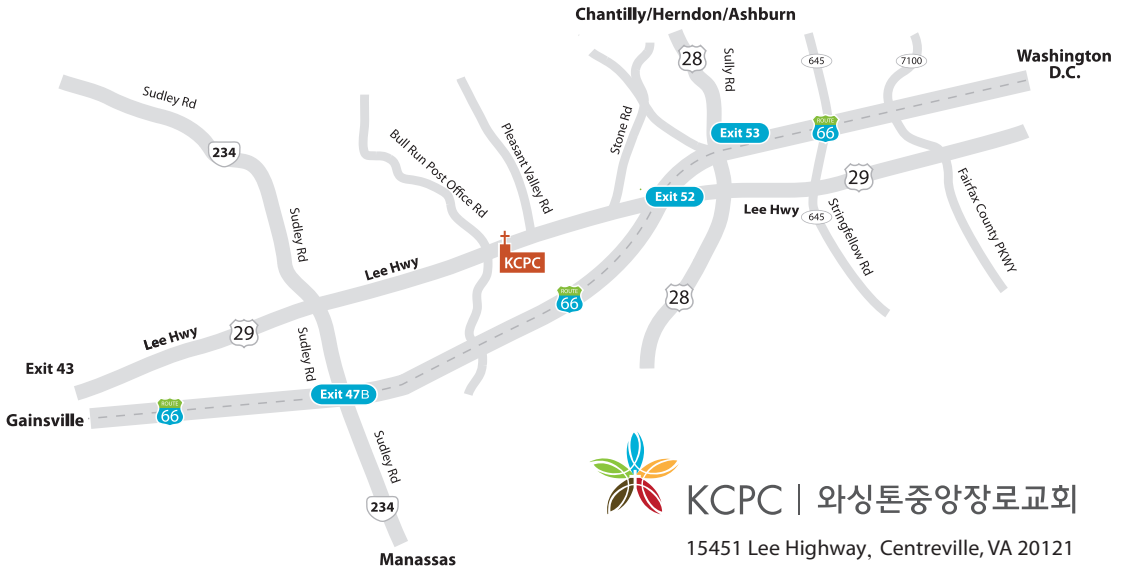 Chantilly/Herndon/Ashburn
28
Sully Rd
645
7100
Washington
D.C.
Sudley Rd
234
Bull Run Post Office Rd
Pleasant Valley Rd
Stone Rd
Exit 53
ROUTE
66
29
Exit 52
Lee Hwy
645
Stringfellow Rd
Fairfax County PKWY
Sudley Rd
KCPC
Lee Hwy
ROUTE
66
28
29
Lee Hwy
Sudley Rd
Exit 43
Exit 47B
Gainsville
ROUTE
66
Sudley Rd
234
Manassas
KCPC | 와싱톤중앙장로교회
15451 Lee Highway, Centreville, VA 20121